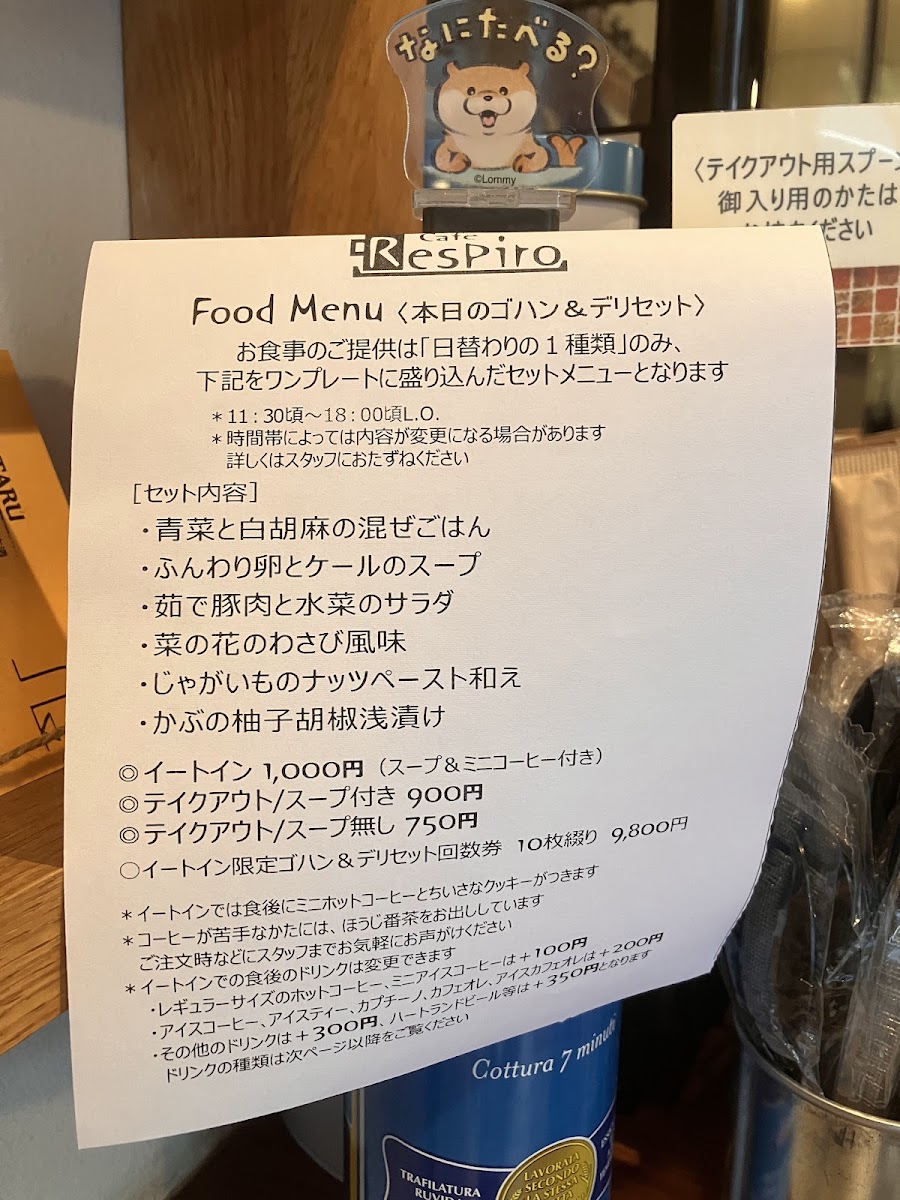 なにたべる?
©Lommy
〈テイクアウト用スプー
御入り用のかたは
ください
Cafe
Respiro
Food Menu〈本日のゴハン&デリセット〉
お食事のご提供は「日替わりの1種類」のみ、
下記をワンプレートに盛り込んだセットメニューとなります
*11:30頃~18:00頃L.O.
*時間帯によっては内容が変更になる場合があります
詳しくはスタッフにおたずねください
[セット内容]
・青菜と白胡麻の混ぜごはん
・ふんわり卵とケールのスープ
・茹で豚肉と水菜のサラダ
・菜の花のわさび風味
・じゃがいものナッツペースト和え
・かぶの柚子胡椒浅漬け
◎イートイン 1,000円(スープ&ミニコーヒー付き)
◎テイクアウト/スープ付き 900円
◎テイクアウト/スープ無し 750円
○イートイン限定ゴハン&デリセット回数券 10枚綴り 9,800円
*イートインでは食後にミニホットコーヒーとちいさなクッキーがつきます
*コーヒーが苦手なかたには、ほうじ番茶をお出ししています
ご注文時などにスタッフまでお気軽にお声がけください
*イートインでの食後のドリンクは変更できます
・レギュラーサイズのホットコーヒー、ミニアイスコーヒーは+100円
・アイスコーヒー、アイスティー、カプチーノ、カフェオレ、アイスカフェオレは+200円
・その他のドリンクは+300円、ハートランドビール等は+350円となります
ドリンクの種類は次ページ以降をご覧ください
TARU
Cottura 7 minuti
TRAFILATURA
RUVIDA
LAVORATA
SECONDO
LA STESSA